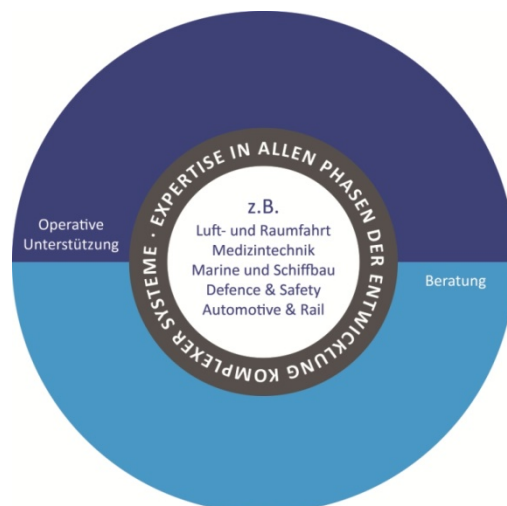 EXPERTISE IN ALLEN PHASEN DER ENTWICKLUNG KOMPLEXER SYSTEME ·
z.B.
Luft- und Raumfahrt
Medizintechnik
Marine und Schiffbau
Defence & Safety
Automotive & Rail
Operative
Unterstützung
Beratung